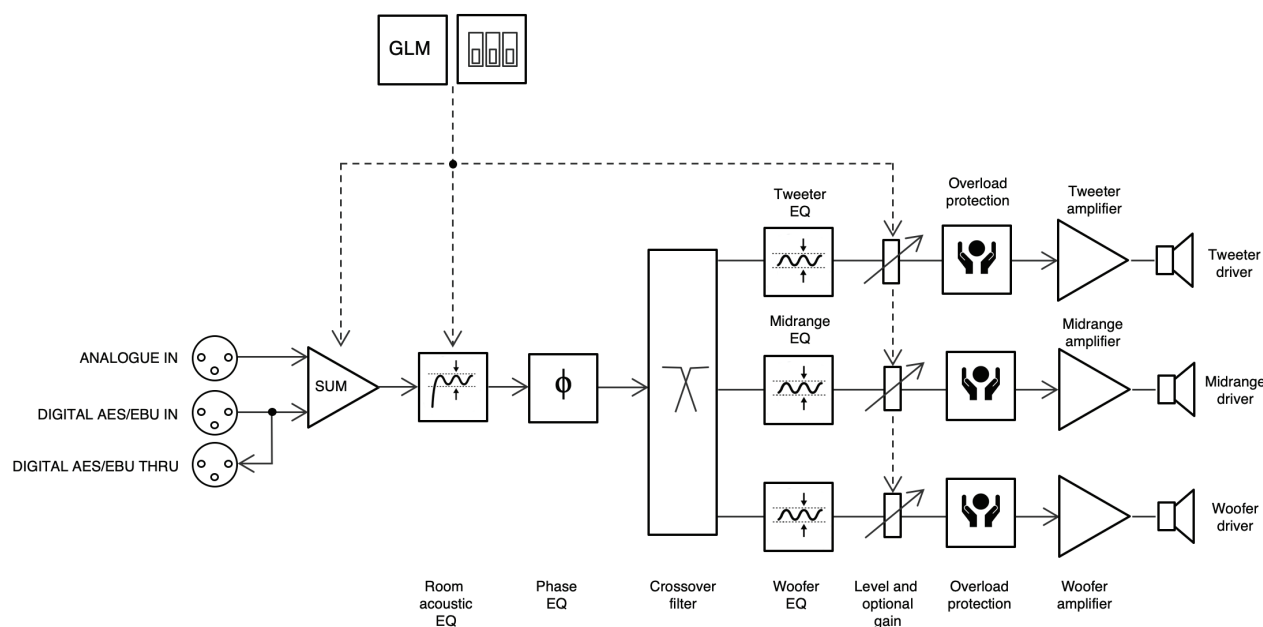 GLM
Tweeter
EQ
Overload
protection
Tweeter
amplifier
Tweeter
driver
Midrange
EQ
Midrange
amplifier
Midrange
driver
ANALOGUE IN
SUM
DIGITAL AES/EBU IN
DIGITAL AES/EBU THRU
ϕ
Woofer
driver
Room
acoustic
EQ
Phase
EQ
Crossover
filter
Woofer
EQ
Level and
optional
gain
Overload
protection
Woofer
amplifier